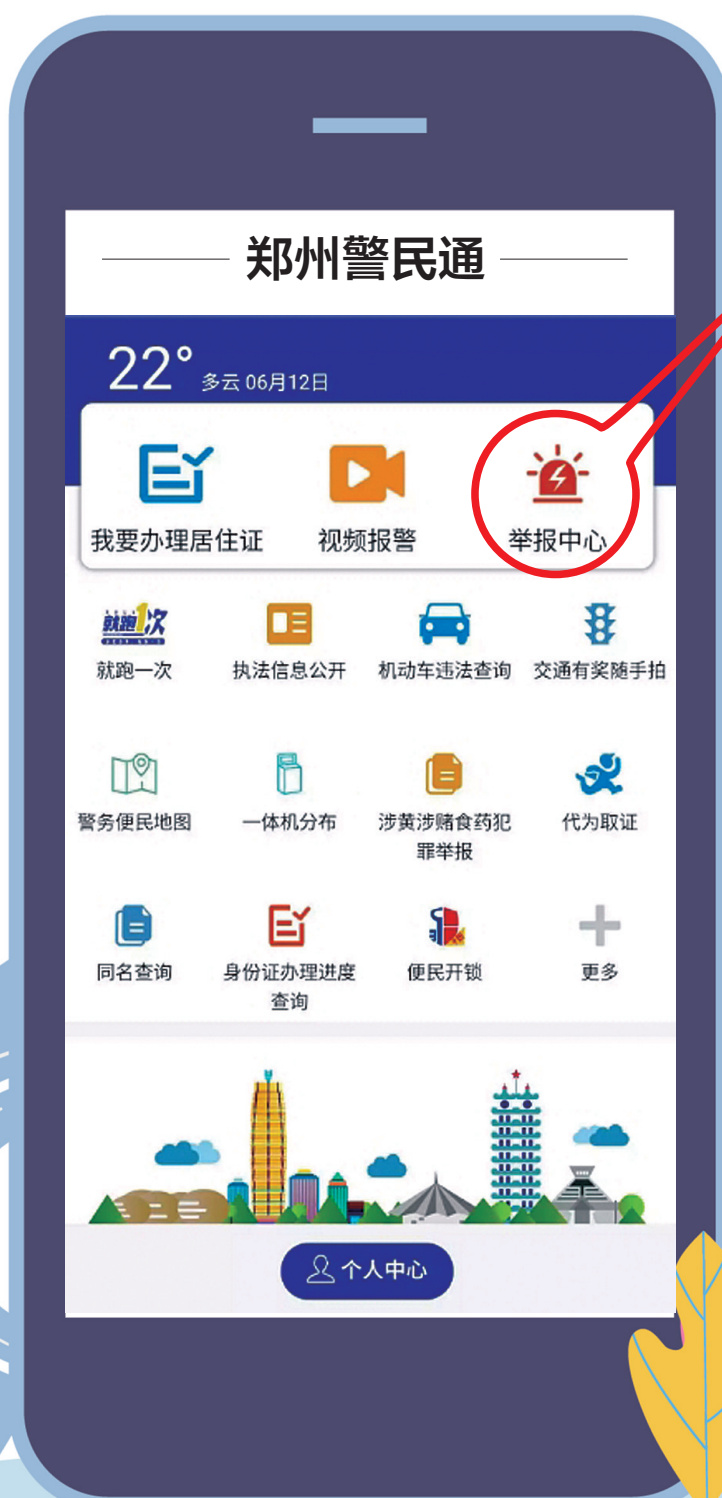 郑州警民通
22° 多云 06月12日
我要办理居住证 视频报警 举报中心
就跑1次
就跑一次 执法信息公开 机动车违法查询 交通有奖随手拍
警务便民地图 一体机分布 涉黄涉赌食药犯 代为取证
罪举报
同名查询 身份证办理进度 便民开锁 更多
查询
个人中心